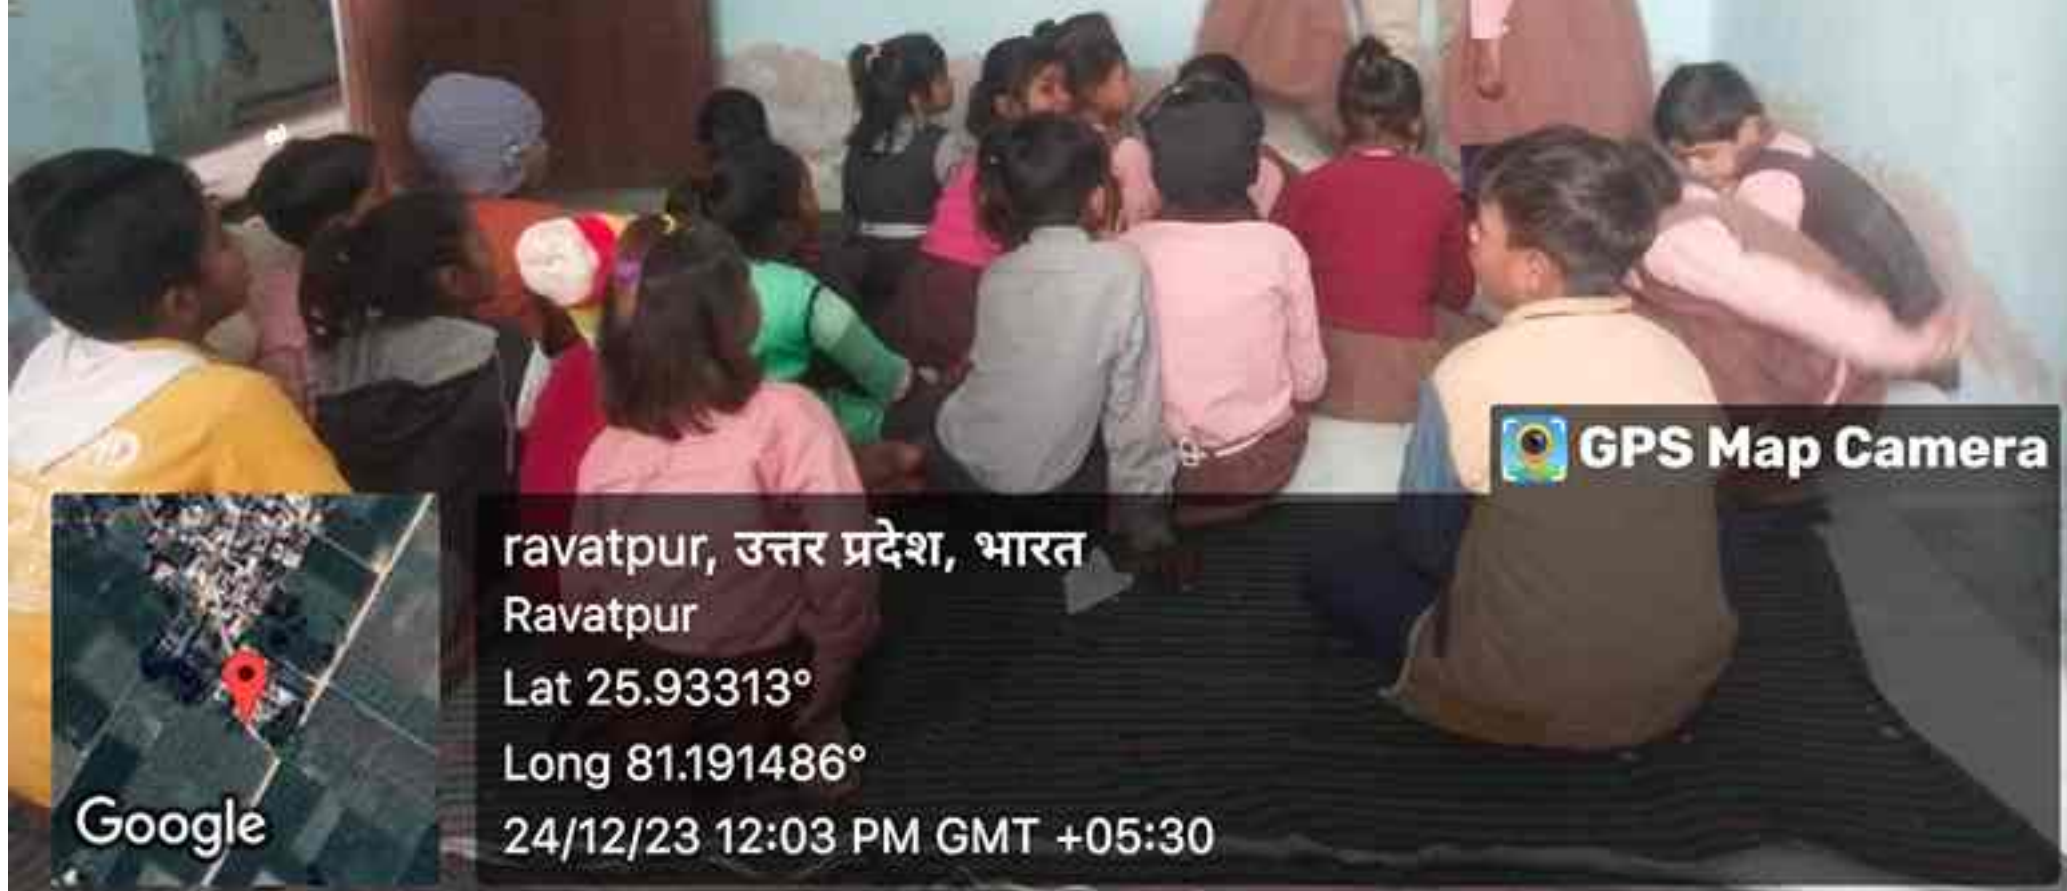 GPS Map Camera
ravatpur, उत्तर प्रदेश, भारत
Ravatpur
Lat 25.93313°
Long 81.191486°
24/12/23 12:03 PM GMT +05:30
Google